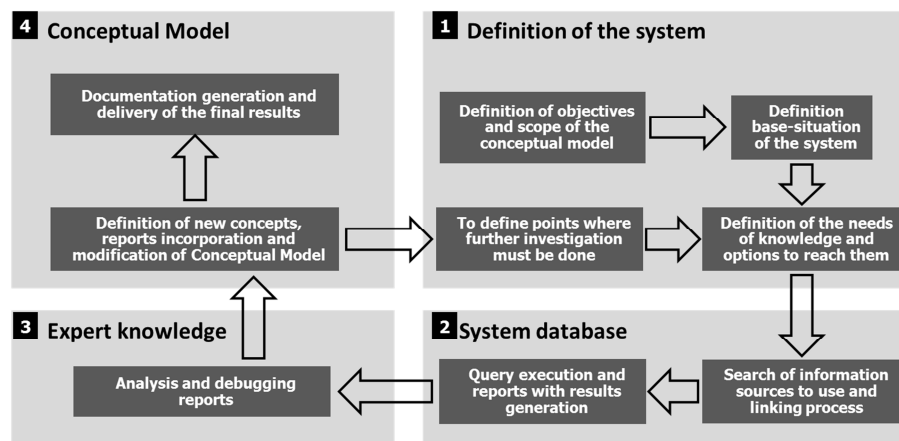 4 Conceptual Model
Documentation generation and
delivery of the final results
Definition of new concepts,
reports incorporation and
modification of Conceptual Model
1 Definition of the system
Definition of objectives
and scope of the
conceptual model
Definition
base-situation
of the system
To define points where
further investigation
must be done
Definition of the needs
of knowledge and
options to reach them
3 Expert knowledge
Analysis and debugging
reports
2 System database
Query execution and
reports with results
generation
Search of information
sources to use and
linking process